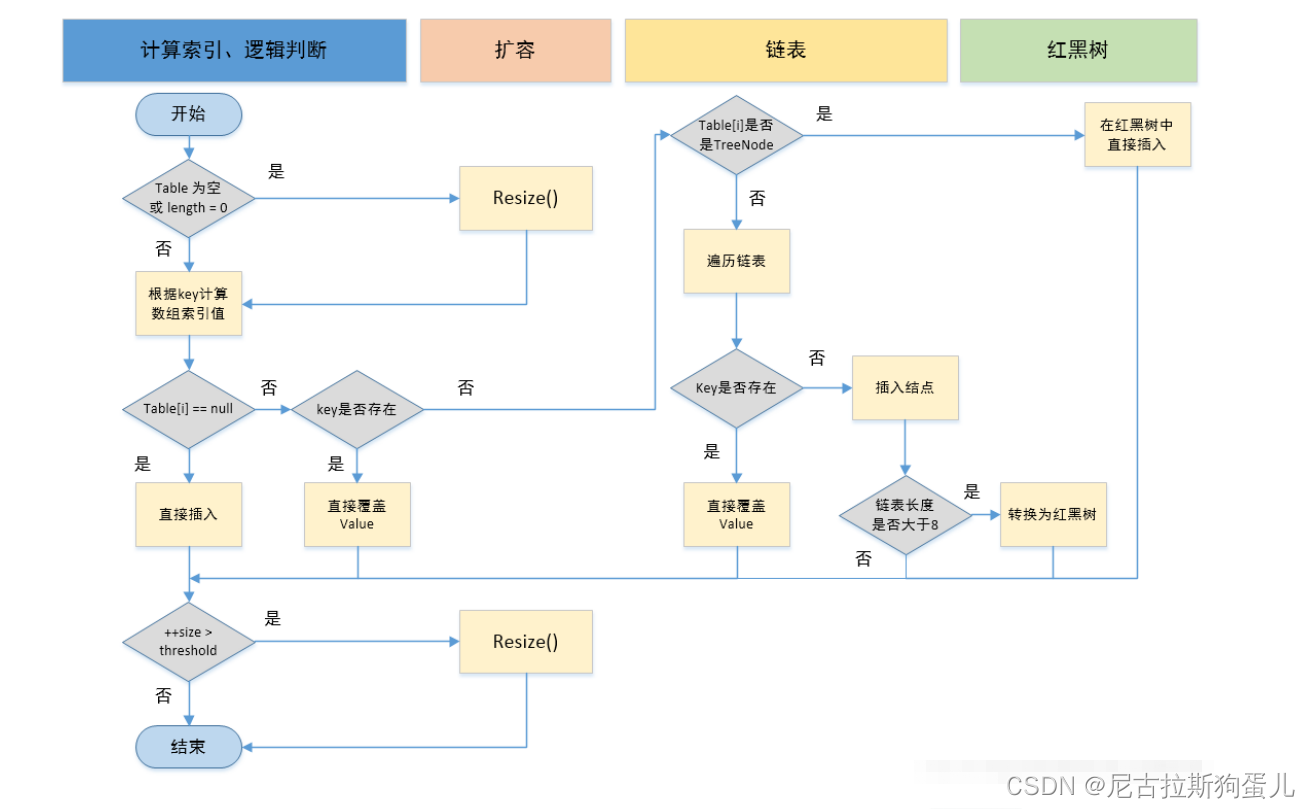 计算索引、逻辑判断
扩容
链表
红黑树
开始
Table 为空
或 length = 0
是
Resize()
否
根据key计算
数组索引值
Table[i] == null
否
key是否存在
否
是
直接插入
是
直接覆盖
Value
Table[i]是否
是TreeNode
是
在红黑树中
直接插入
否
遍历链表
Key是否存在
否
插入结点
是
直接覆盖
Value
链表长度
是否大于8
是
转换为红黑树
否
++size >
threshold
是
Resize()
否
结束
CSDN @尼古拉斯狗蛋儿